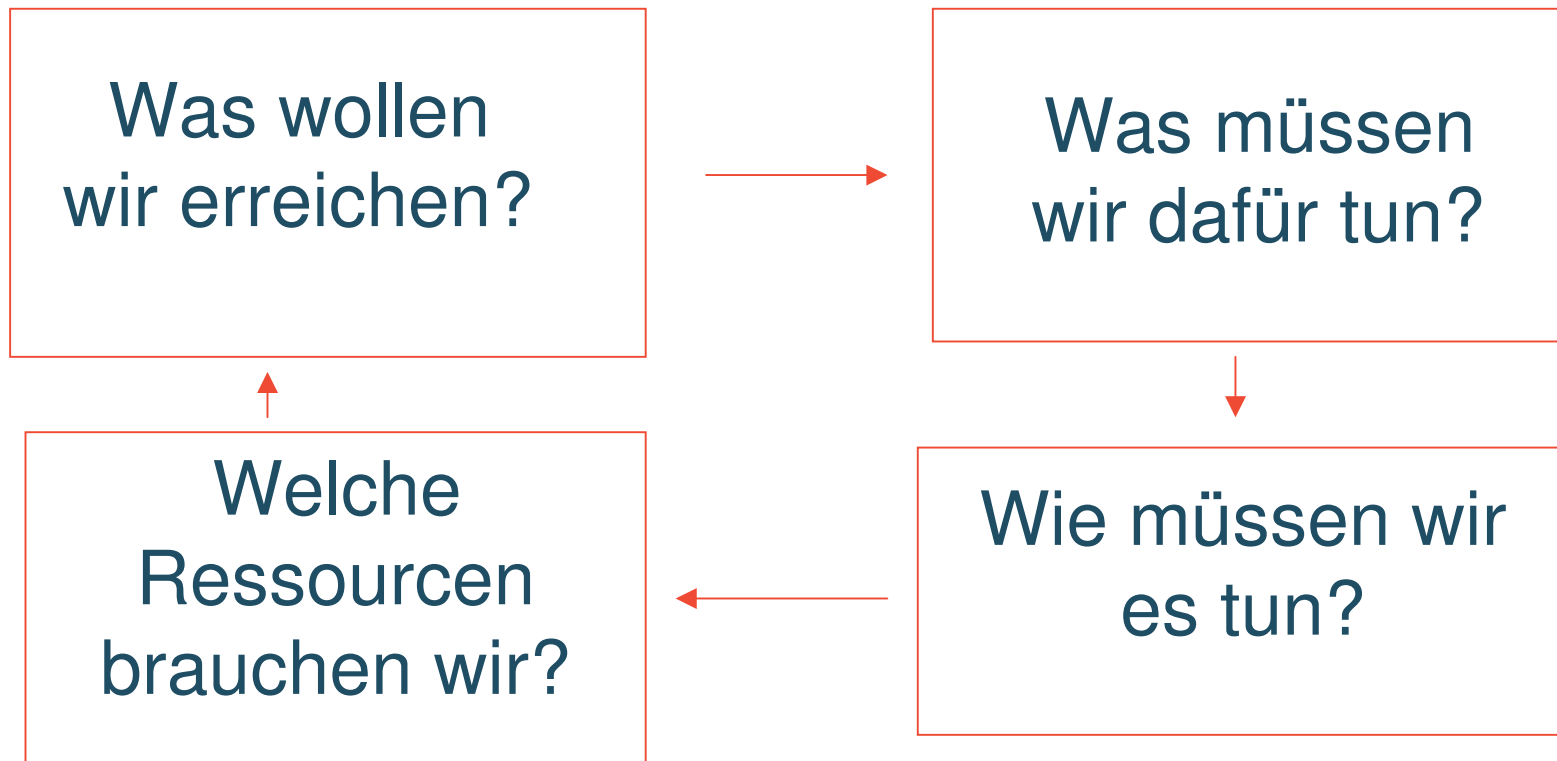 Was wollen
wir erreichen?
Was müssen
wir dafür tun?
Wie müssen wir
es tun?
Welche
Ressourcen
brauchen wir?